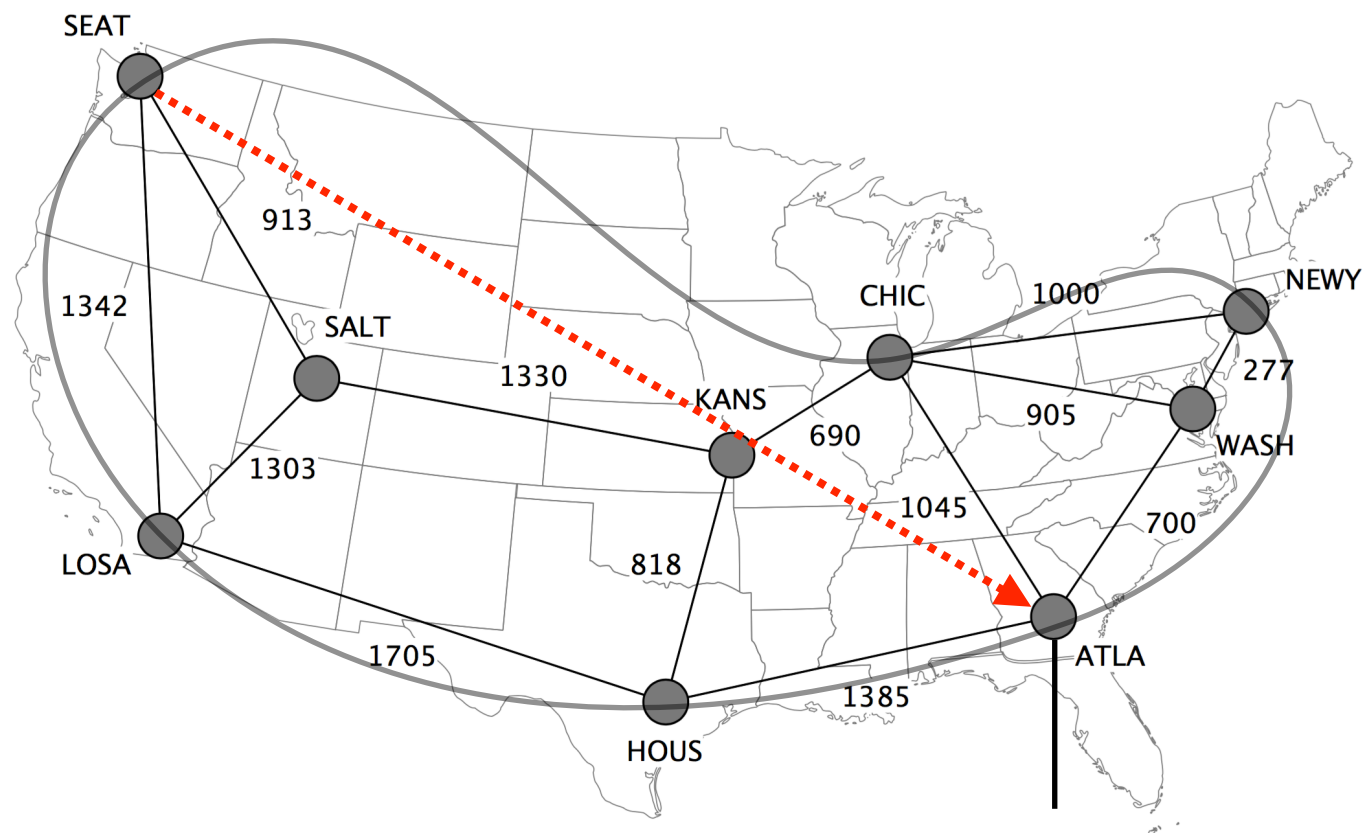 SEAT
913
NEWY
CHIC
1000
1342
SALT
277
1330
KANS
905
690
WASH
1303
1045
700
LOSA
818
1705
ATLA
1385
HOUS